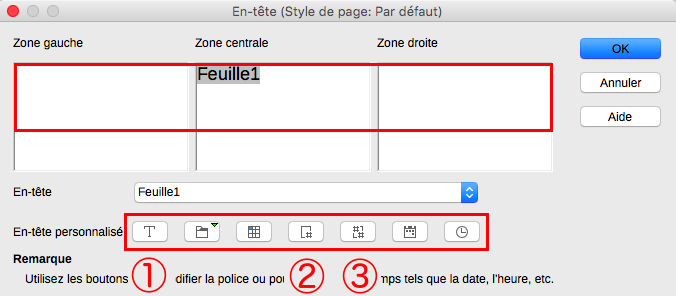 En-tête (Style de page: Par défaut)
Zone gauche Zone centrale Zone droite
OK
Feuille1
Annuler
Aide
En-tête Feuille1
En-tête personnalisé
Remarque
Utilisez les boutons ① difier la police ou ② ③ mps tels que la date, l'heure, etc.